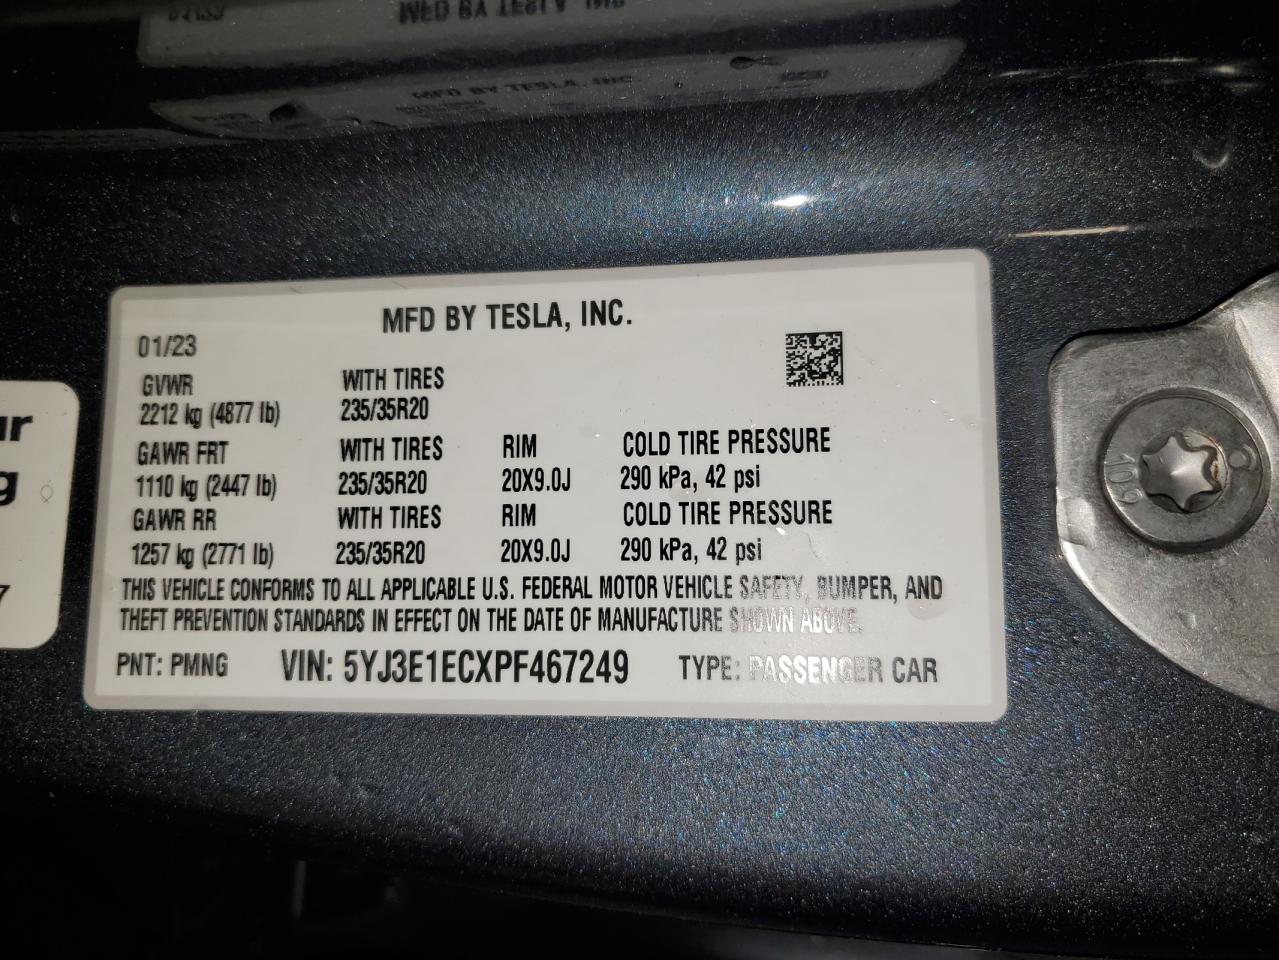 MFD BY TESLA, INC
MFD BY TESLA, INC.
01/23
GVWR WITH TIRES
2212 kg (4877 lb) 235/35R20
GAWR FRT WITH TIRES RIM COLD TIRE PRESSURE
1110 kg (2447 lb) 235/35R20 20X9.0J 290 kPa, 42 psi
GAWR RR WITH TIRES RIM COLD TIRE PRESSURE
1257 kg (2771 lb) 235/35R20 20X9.0J 290 kPa, 42 psi
THIS VEHICLE CONFORMS TO ALL APPLICABLE U.S. FEDERAL MOTOR VEHICLE SAFETY, BUMPER, AND
THEFT PREVENTION STANDARDS IN EFFECT ON THE DATE OF MANUFACTURE SHOWN ABOVE.
PNT: PMNG VIN: 5YJ3E1ECXPF467249 TYPE: PASSENGER CAR
ur
g
7
109